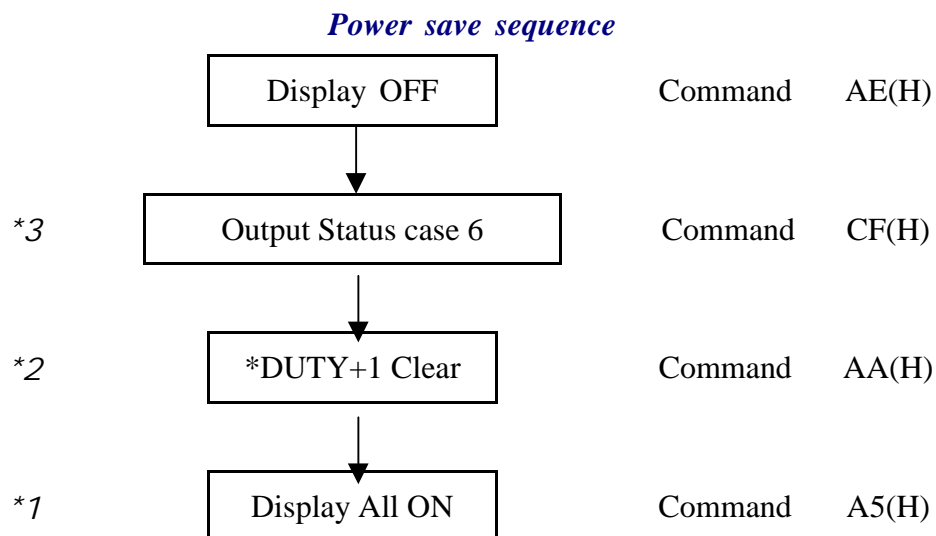 Power save sequence
Display OFF Command AE(H)
*3 Output Status case 6 Command CF(H)
*2 *DUTY+1 Clear Command AA(H)
*1 Display All ON Command A5(H)